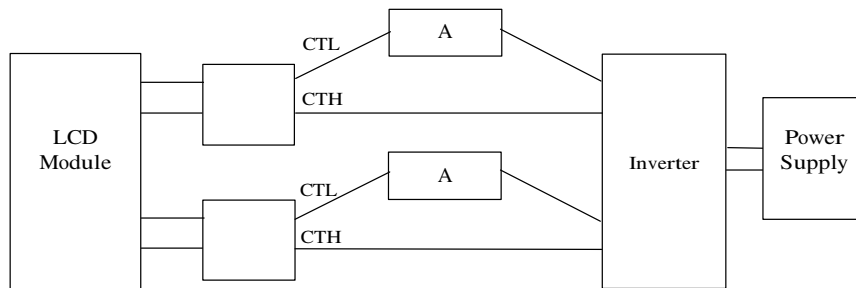 A
CTL
CTH
LCD
Module
Inverter
Power
Supply
A
CTL
CTH